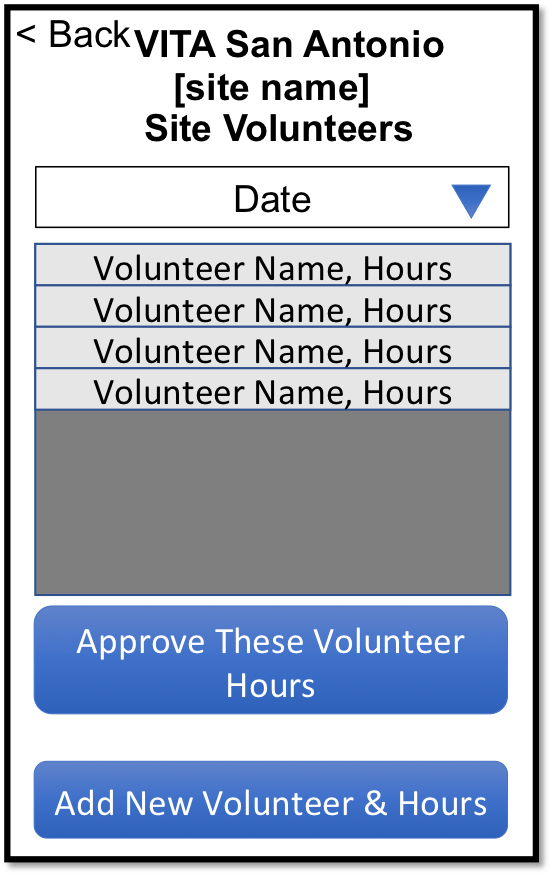 < Back
VITA San Antonio
[site name]
Site Volunteers
Date
Volunteer Name, Hours
Volunteer Name, Hours
Volunteer Name, Hours
Volunteer Name, Hours
Approve These Volunteer
Hours
Add New Volunteer & Hours